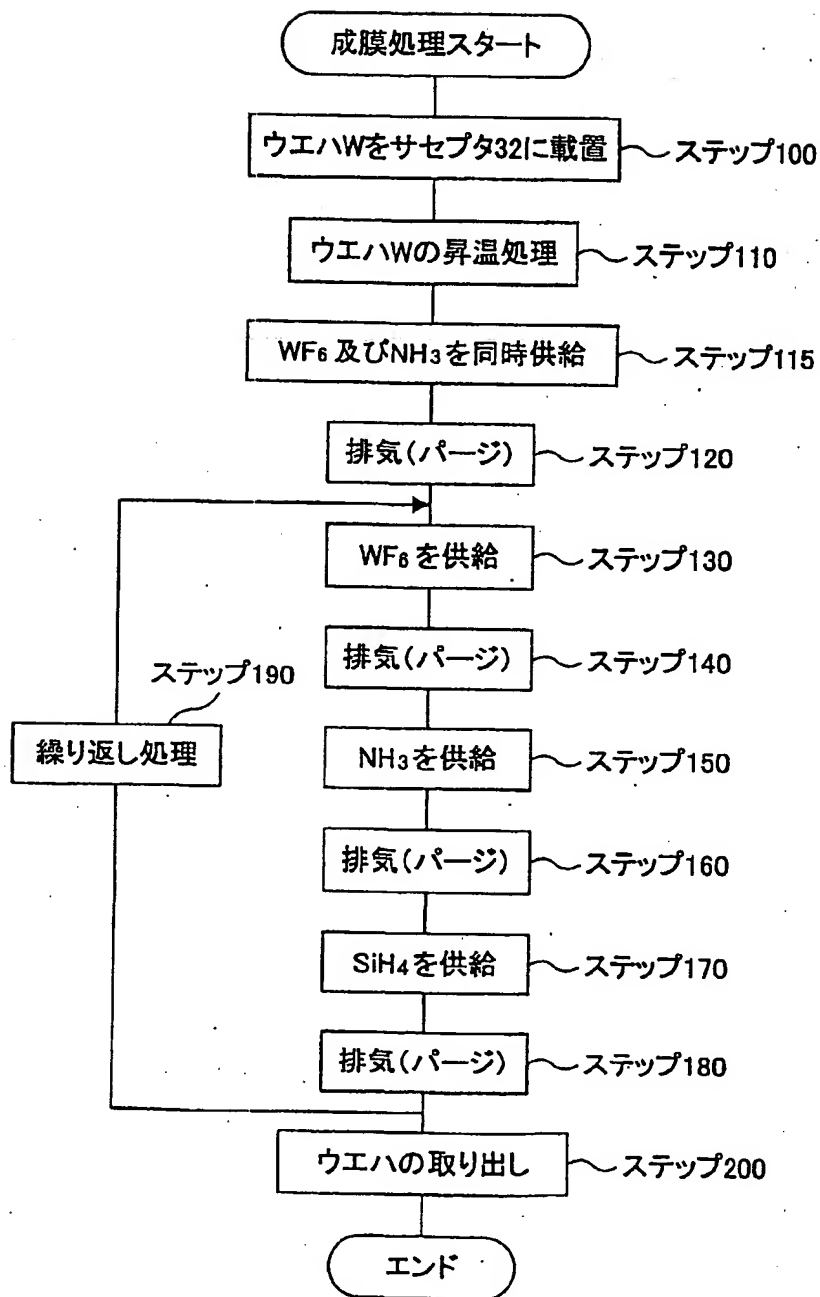 成膜処理スタート
ウエハWをサセプタ32に載置 ステップ100
ウエハWの昇温処理 ステップ110
WF₆及びNH₃を同時供給 ステップ115
排気(パージ) ステップ120
WF₆を供給 ステップ130
排気(パージ) ステップ140
ステップ190
繰り返し処理
NH₃を供給 ステップ150
排気(パージ) ステップ160
SiH₄を供給 ステップ170
排気(パージ) ステップ180
ウエハの取り出し ステップ200
エンド